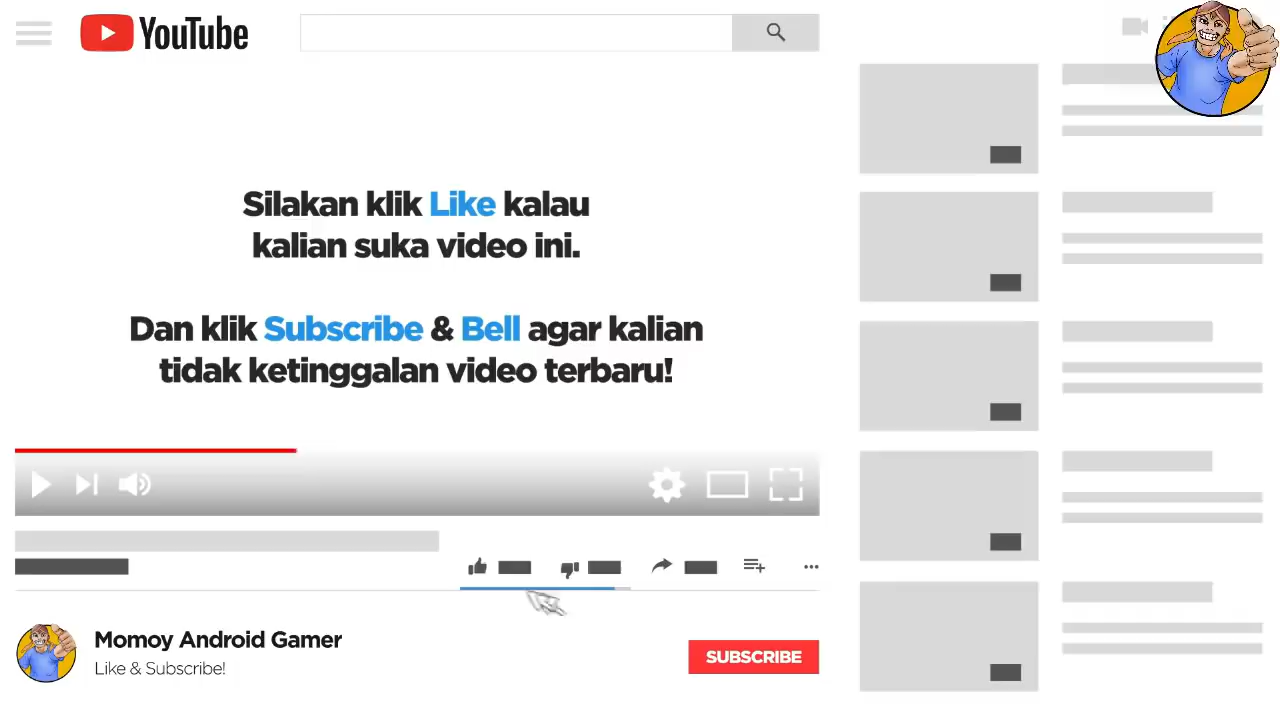 YouTube
Silakan klik Like kalau
kalian suka video ini.
Dan klik Subscribe & Bell agar kalian
tidak ketinggalan video terbaru!
Momoy Android Gamer
Like & Subscribe!
SUBSCRIBE